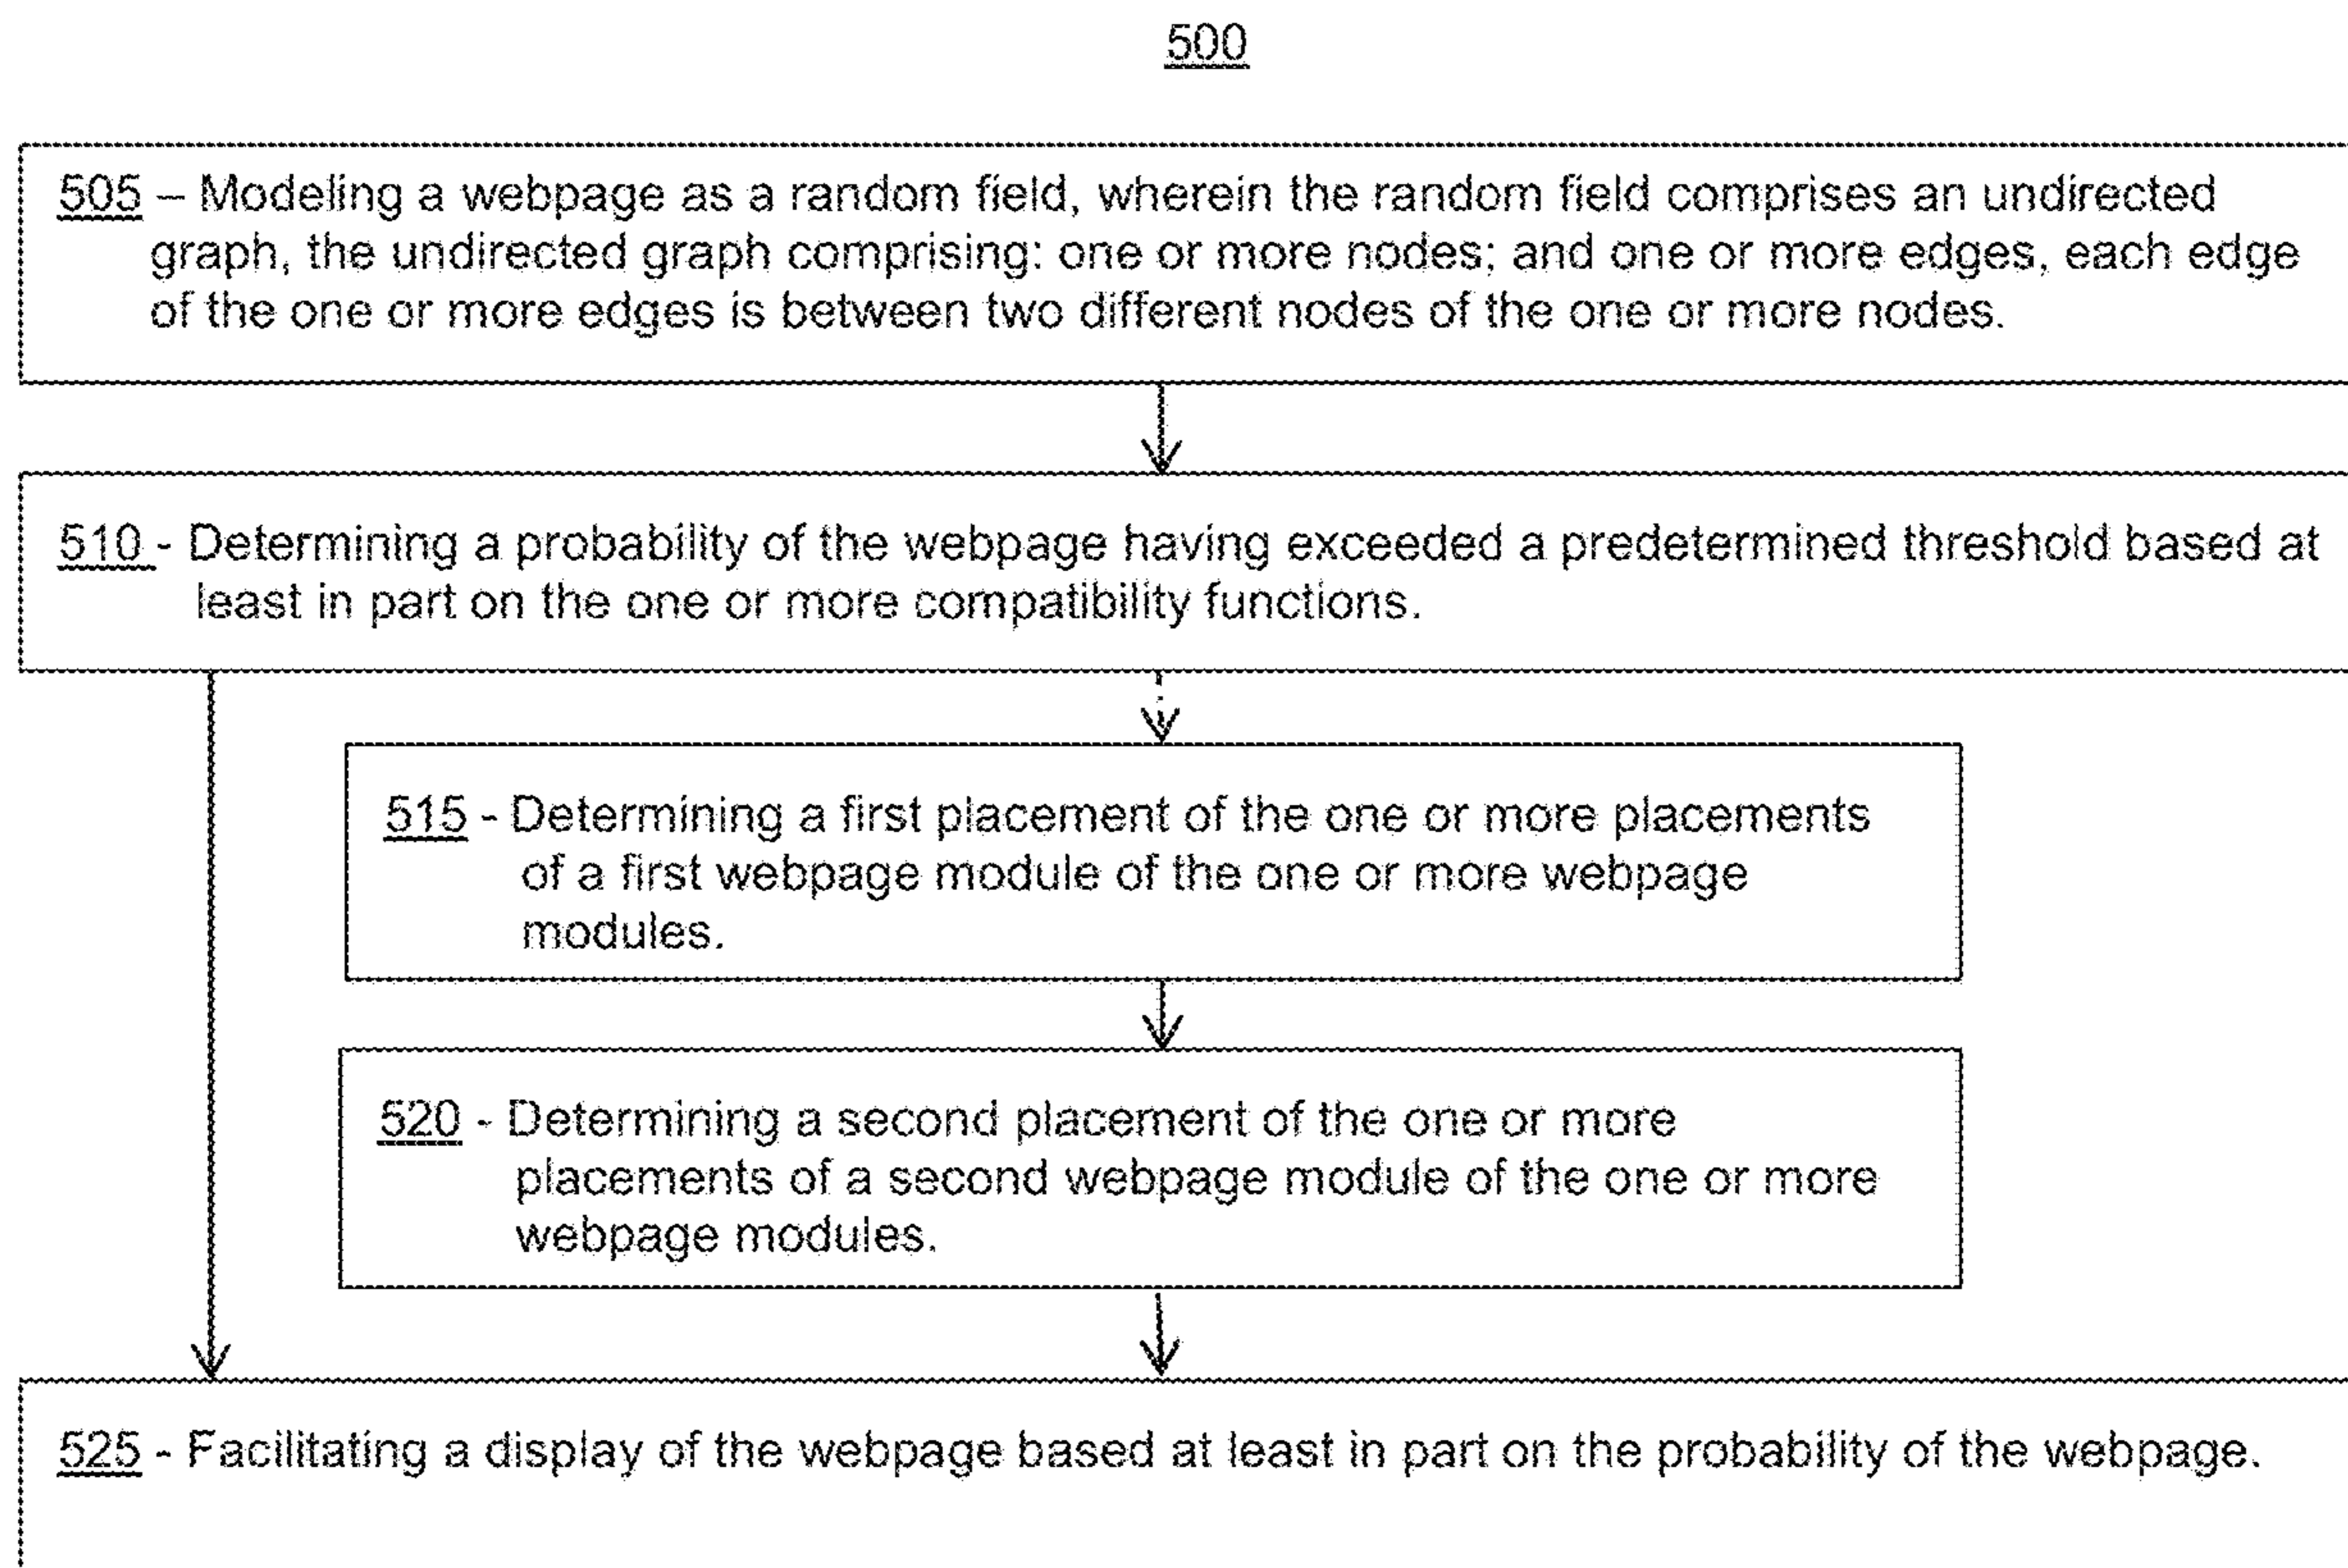 500
505 – Modeling a webpage as a random field, wherein the random field comprises an undirected
graph, the undirected graph comprising: one or more nodes; and one or more edges, each edge
of the one or more edges is between two different nodes of the one or more nodes.
510 - Determining a probability of the webpage having exceeded a predetermined threshold based at
least in part on the one or more compatibility functions.
515 - Determining a first placement of the one or more placements
of a first webpage module of the one or more webpage
modules.
520 - Determining a second placement of the one or more
placements of a second webpage module of the one or more
webpage modules.
525 - Facilitating a display of the webpage based at least in part on the probability of the webpage.